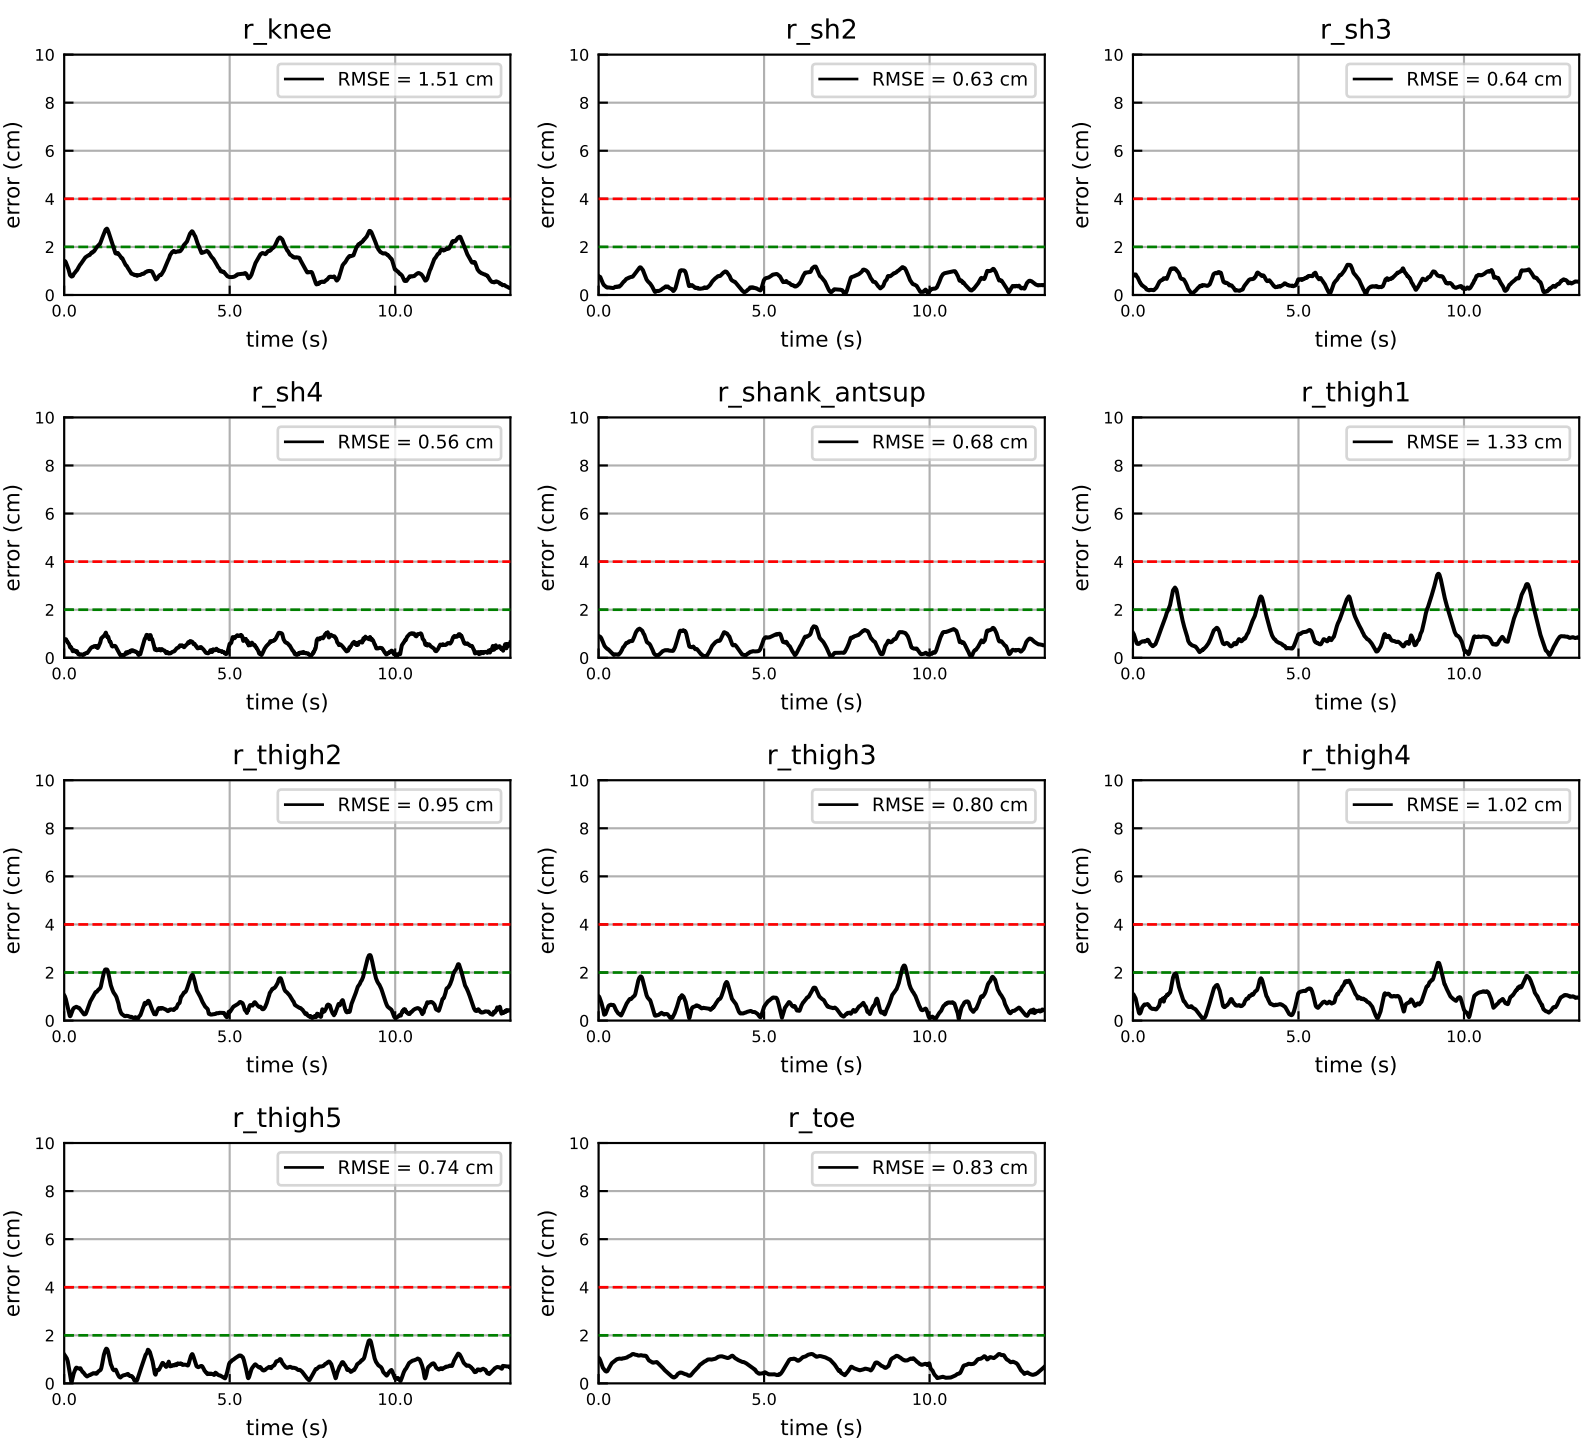 r_knee
r_sh2
r_sh3
10
8
6
4
2
0
error (cm)
RMSE = 1.51 cm
0.0
5.0
10.0
time (s)
10
8
6
4
2
0
error (cm)
RMSE = 0.63 cm
0.0
5.0
10.0
time (s)
10
8
6
4
2
0
error (cm)
RMSE = 0.64 cm
0.0
5.0
10.0
time (s)
r_sh4
r_shank_antsup
r_thigh1
10
8
6
4
2
0
error (cm)
RMSE = 0.56 cm
0.0
5.0
10.0
time (s)
10
8
6
4
2
0
error (cm)
RMSE = 0.68 cm
0.0
5.0
10.0
time (s)
10
8
6
4
2
0
error (cm)
RMSE = 1.33 cm
0.0
5.0
10.0
time (s)
r_thigh2
r_thigh3
r_thigh4
10
8
6
4
2
0
error (cm)
RMSE = 0.95 cm
0.0
5.0
10.0
time (s)
10
8
6
4
2
0
error (cm)
RMSE = 0.80 cm
0.0
5.0
10.0
time (s)
10
8
6
4
2
0
error (cm)
RMSE = 1.02 cm
0.0
5.0
10.0
time (s)
r_thigh5
r_toe
10
8
6
4
2
0
error (cm)
RMSE = 0.74 cm
0.0
5.0
10.0
time (s)
10
8
6
4
2
0
error (cm)
RMSE = 0.83 cm
0.0
5.0
10.0
time (s)